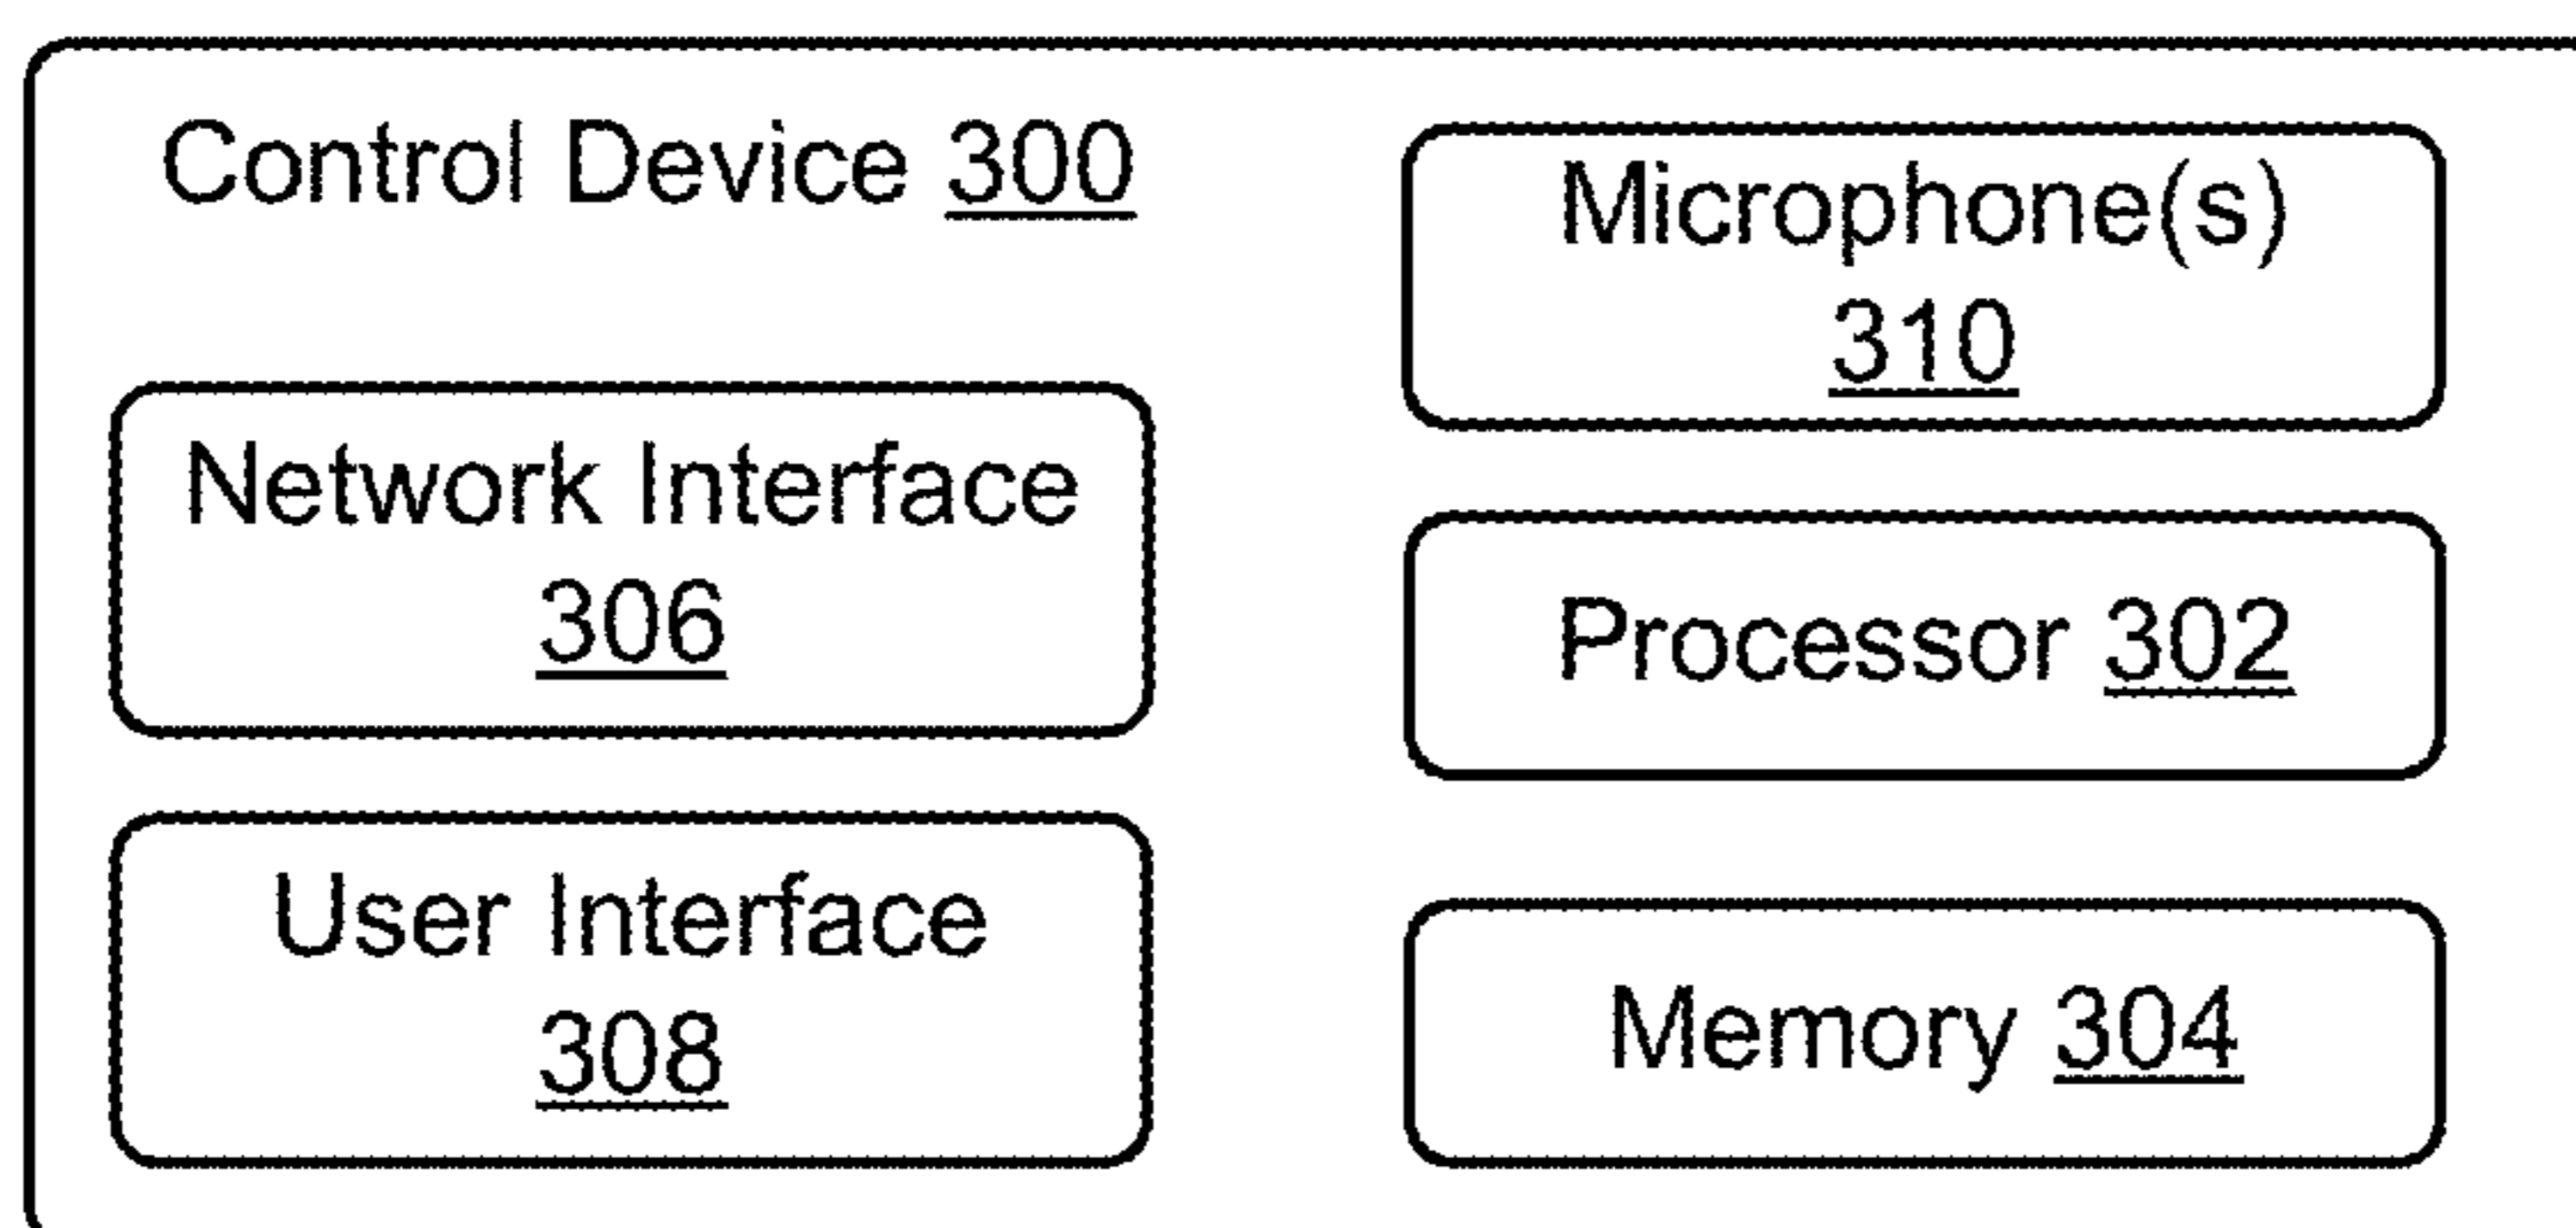 Control Device 300
Network Interface
306
User Interface
308
Microphone(s)
310
Processor 302
Memory 304